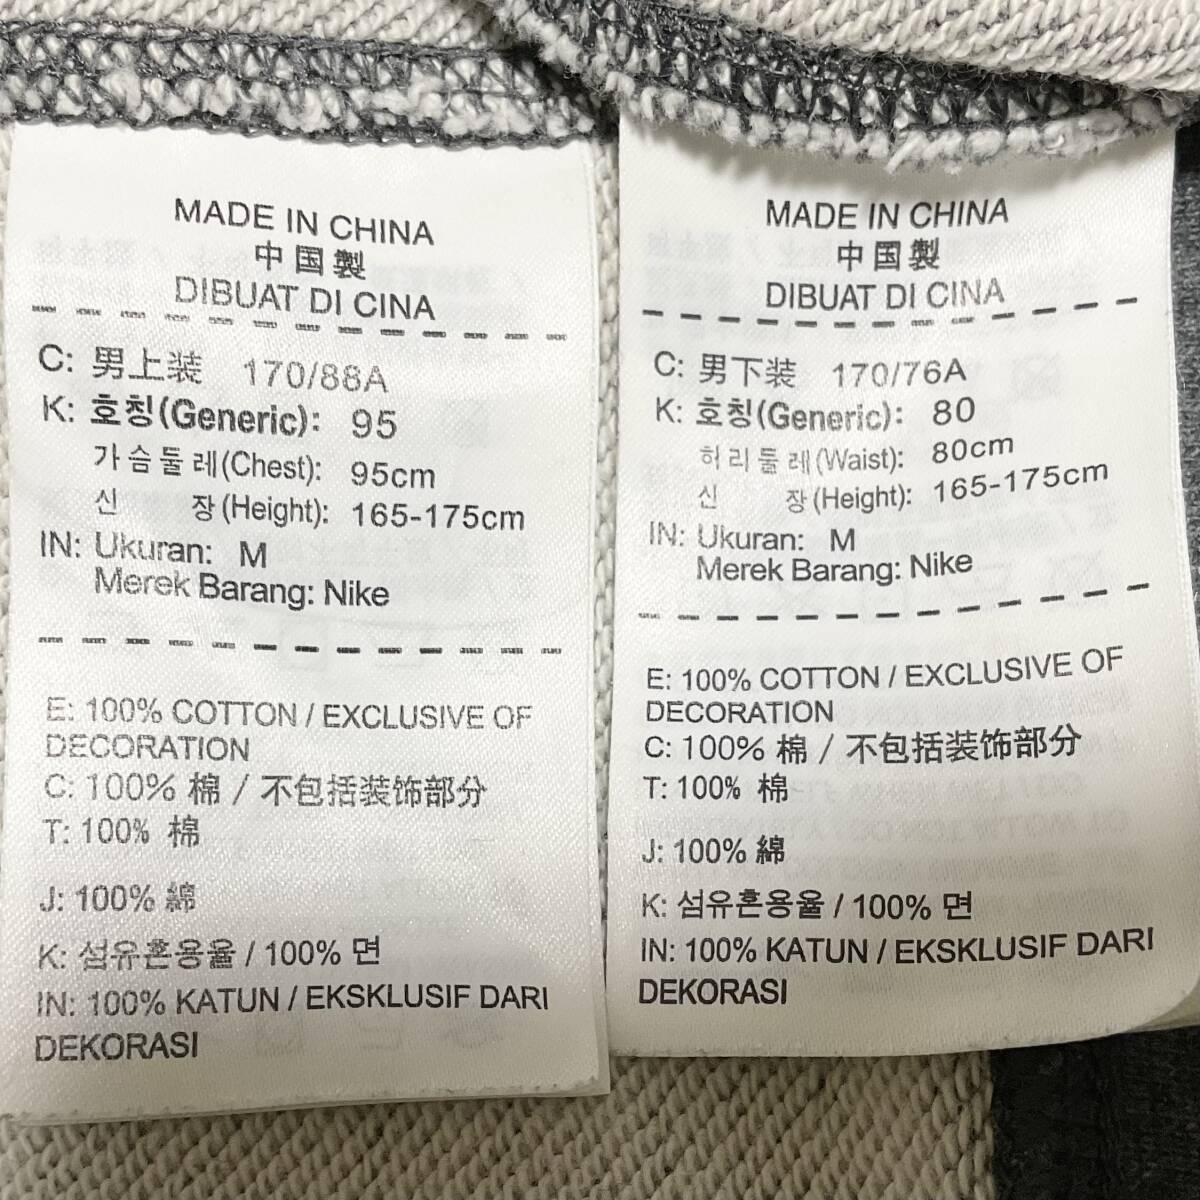 MADE IN CHINA
中国製
DIBUAT DI CINA
C: 男上装 170/88A
K: 호칭(Generic): 95
가슴둘레(Chest): 95cm
신 장(Height): 165-175cm
IN: Ukuran: M
Merek Barang: Nike
E: 100% COTTON / EXCLUSIVE OF
DECORATION
C: 100% 棉 / 不包括装饰部分
T: 100% 棉
J: 100% 綿
K: 섬유혼용율 / 100% 면
IN: 100% KATUN / EKSKLUSIF DARI
DEKORASI
MADE IN CHINA
中国製
DIBUAT DI CINA
C: 男下装 170/76A
K: 호칭(Generic): 80
허리둘레(Waist): 80cm
신 장(Height): 165-175cm
IN: Ukuran: M
Merek Barang: Nike
E: 100% COTTON / EXCLUSIVE OF
DECORATION
C: 100% 棉 / 不包括装饰部分
T: 100% 棉
J: 100% 綿
K: 섬유혼용율 / 100% 면
IN: 100% KATUN / EKSKLUSIF DARI
DEKORASI